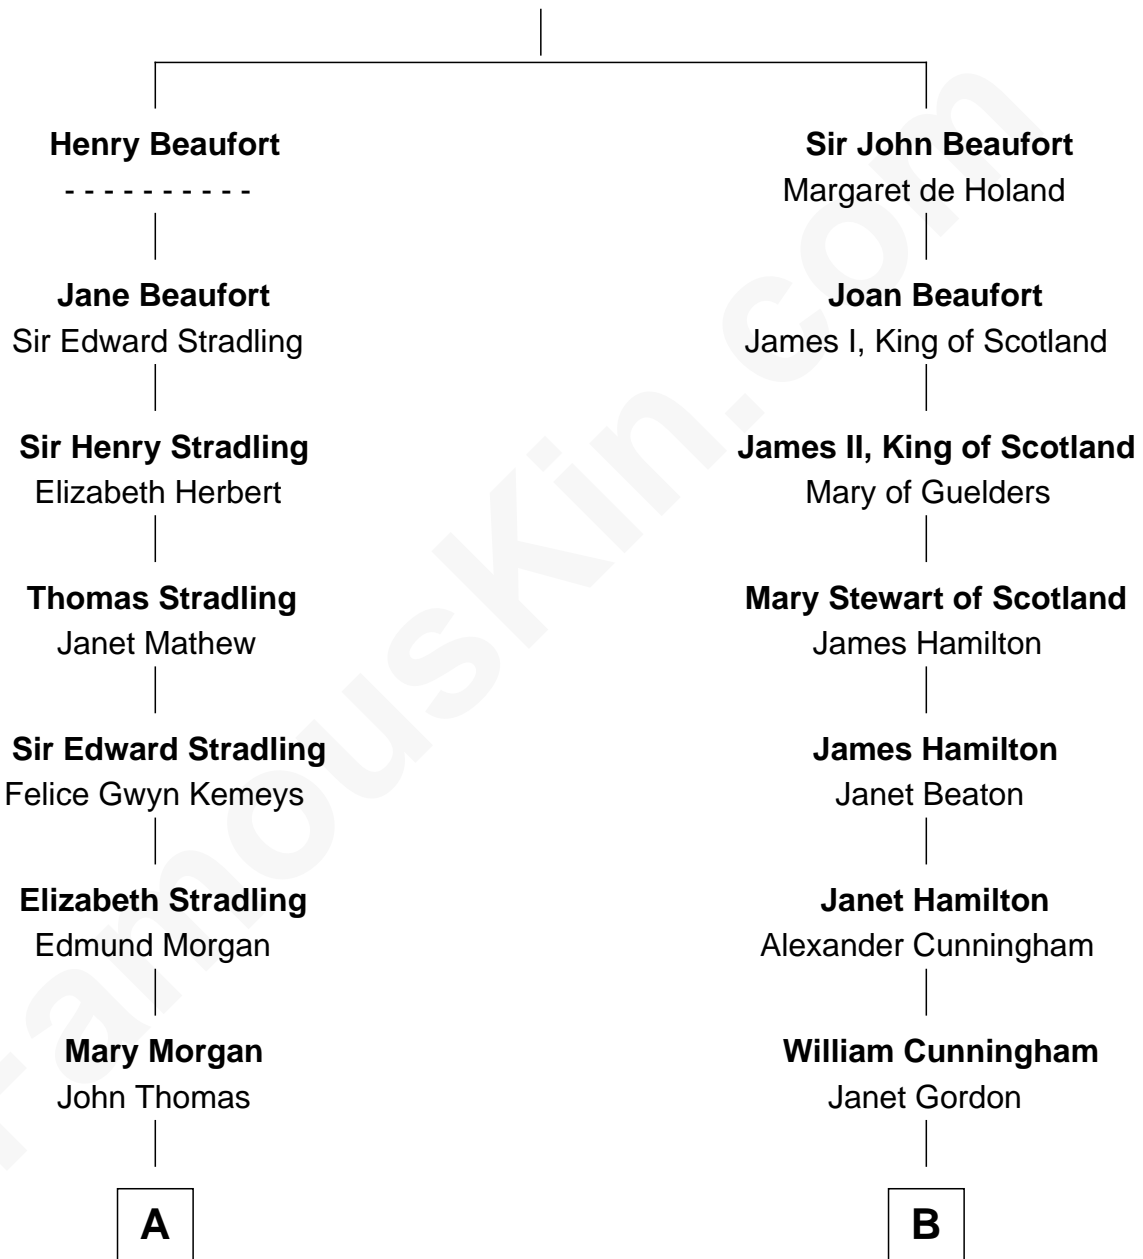 Henry Beaufort
- - - - - - - - - -
Jane Beaufort
Sir Edward Stradling
Sir Henry Stradling
Elizabeth Herbert
Thomas Stradling
Janet Mathew
Sir Edward Stradling
Felice Gwyn Kemeys
Elizabeth Stradling
Edmund Morgan
Mary Morgan
John Thomas
A
Sir John Beaufort
Margaret de Holand
Joan Beaufort
James I, King of Scotland
James II, King of Scotland
Mary of Guelders
Mary Stewart of Scotland
James Hamilton
James Hamilton
Janet Beaton
Janet Hamilton
Alexander Cunningham
William Cunningham
Janet Gordon
B
FamousKin.com